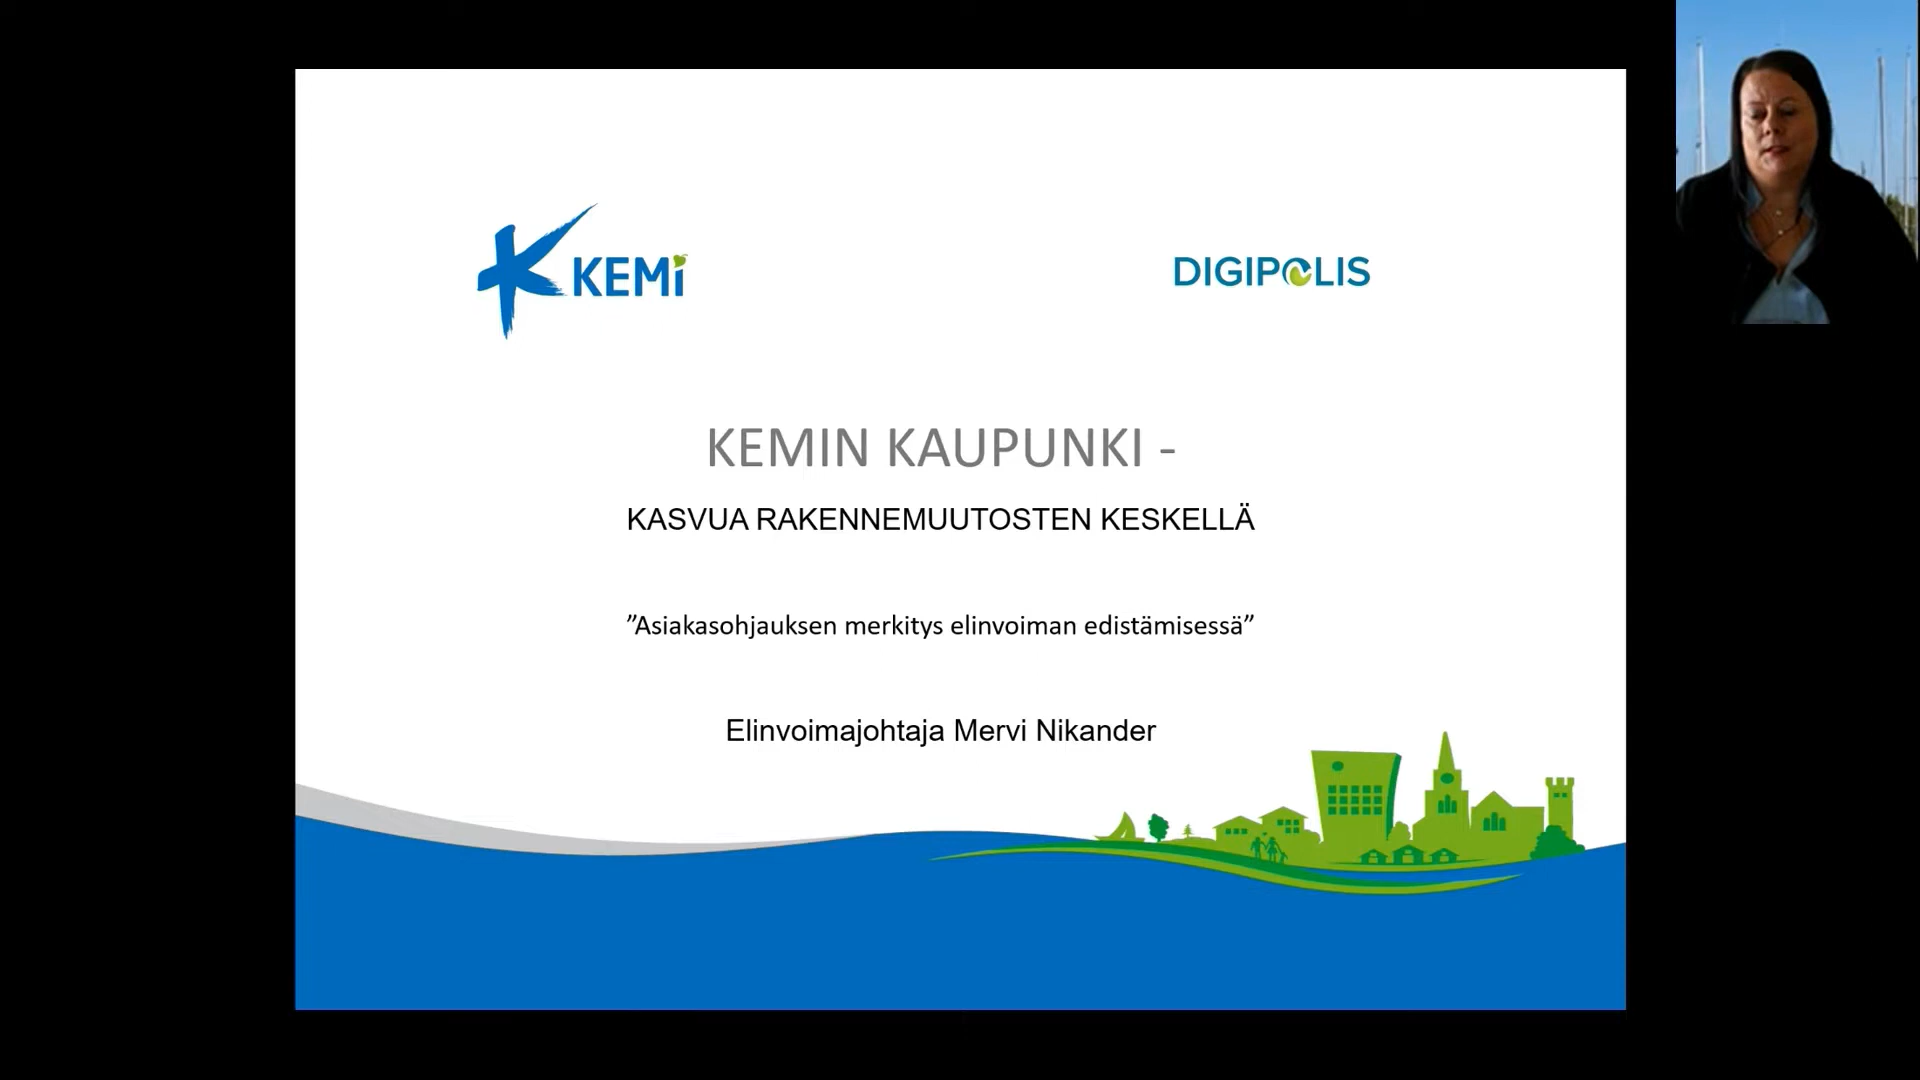 KEMI
DIGIPOLIS
KEMIN KAUPUNKI -
KASVUA RAKENNEMUUTOSTEN KESKELLÄ
”Asiakasohjauksen merkitys elinvoiman edistämisessä”
Elinvoimajohtaja Mervi Nikander